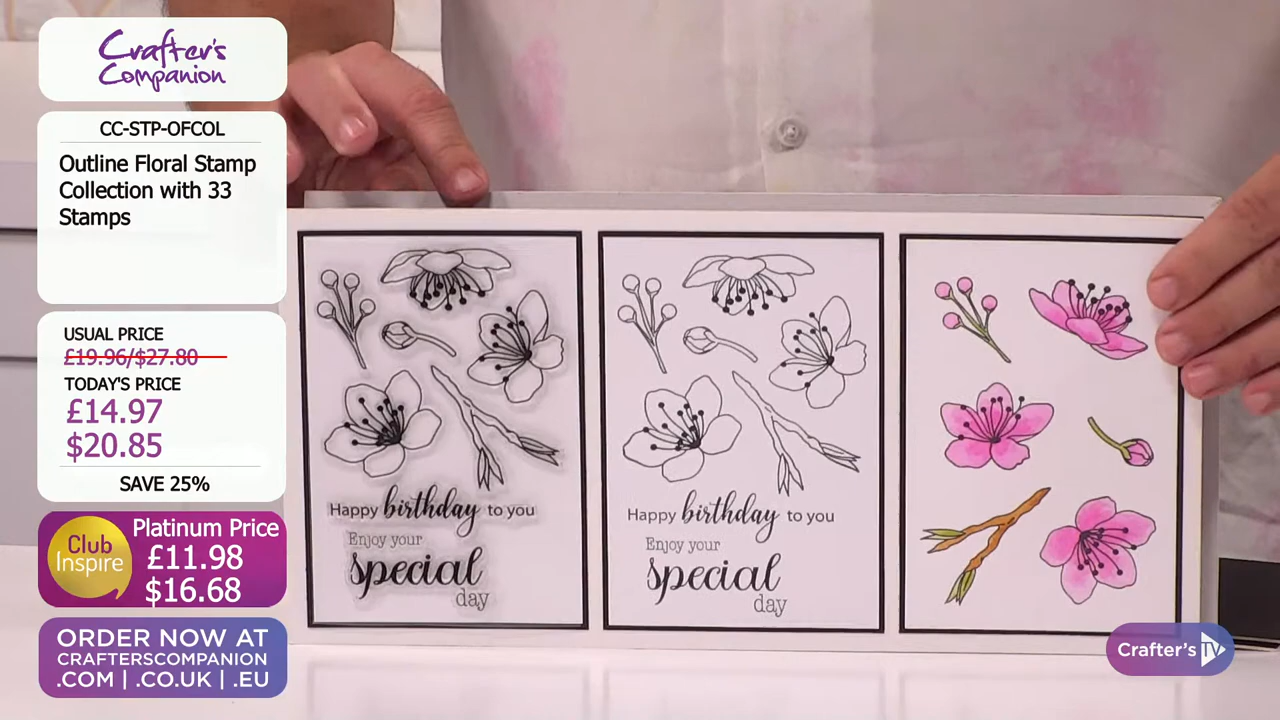 Crafter's
Companion
CC-STP-OFCOL
Outline Floral Stamp
Collection with 33
Stamps
USUAL PRICE
£19.96/$27.80
TODAY'S PRICE
£14.97
$20.85
SAVE 25%
Club
Inspire
Platinum Price
£11.98
$16.68
ORDER NOW AT
CRAFTERSCOMPANION
.COM | .CO.UK | .EU
Happy birthday to you
Enjoy your
special
day
Happy birthday to you
Enjoy your
special
day
Crafter's TV